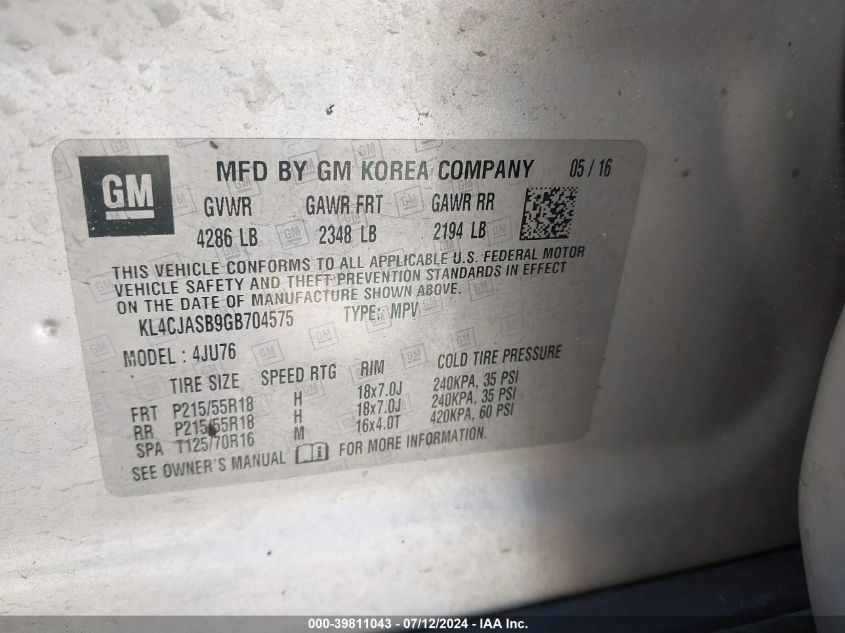 GM
MFD BY GM KOREA COMPANY 05 / 16
GVWR GAWR FRT GAWR RR
4286 LB 2348 LB 2194 LB
THIS VEHICLE CONFORMS TO ALL APPLICABLE U.S. FEDERAL MOTOR
VEHICLE SAFETY AND THEFT PREVENTION STANDARDS IN EFFECT
ON THE DATE OF MANUFACTURE SHOWN ABOVE.
KL4CJASB9GB704575 TYPE: MPV
MODEL : 4JU76
TIRE SIZE SPEED RTG RIM COLD TIRE PRESSURE
FRT P215/55R18 H 18x7.0J 240KPA, 35 PSI
RR P215/55R18 H 18x7.0J 240KPA, 35 PSI
SPA T125/70R16 M 16x4.0T 420KPA, 60 PSI
SEE OWNER'S MANUAL FOR MORE INFORMATION.
000-39811043 - 07/12/2024 - IAA Inc.